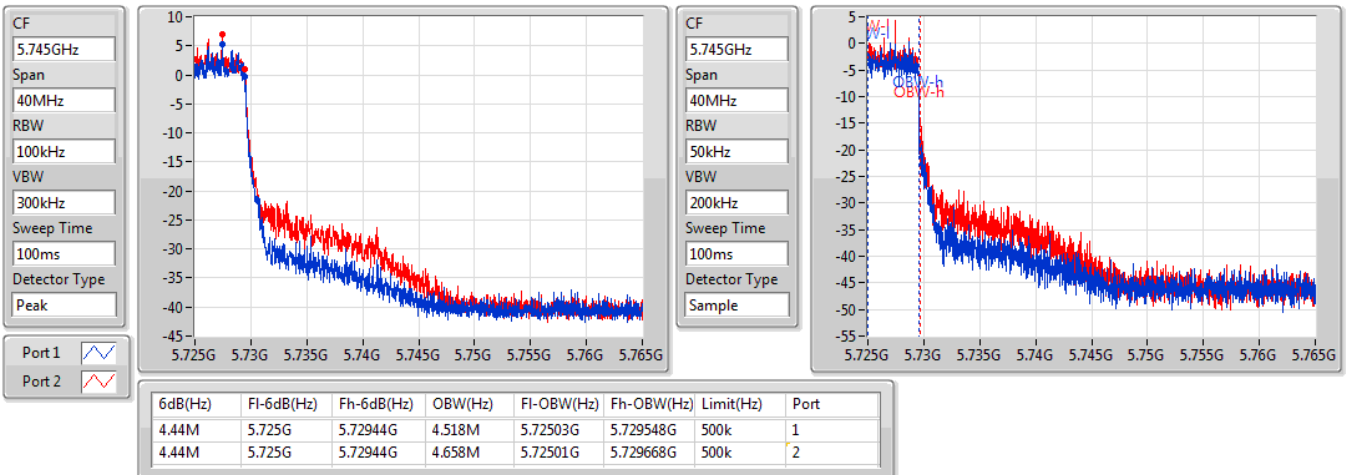 CF
5.745GHz
Span
40MHz
RBW
100kHz
VBW
300kHz
Sweep Time
100ms
Detector Type
Peak
Port 1
Port 2
10
5
0
-5
-10
-15
-20
-25
-30
-35
-40
-45
5.725G 5.73G 5.735G 5.74G 5.745G 5.75G 5.755G 5.76G 5.765G
CF
5.745GHz
Span
40MHz
RBW
50kHz
VBW
200kHz
Sweep Time
100ms
Detector Type
Sample
5
0
-5
-10
-15
-20
-25
-30
-35
-40
-45
-50
-55
W-l
W-l
OBW-h
OBW-h
5.725G 5.73G 5.735G 5.74G 5.745G 5.75G 5.755G 5.76G 5.765G
6dB(Hz) Fl-6dB(Hz) Fh-6dB(Hz) OBW(Hz) Fl-OBW(Hz) Fh-OBW(Hz) Limit(Hz) Port
4.44M 5.725G 5.72944G 4.518M 5.72503G 5.729548G 500k 1
4.44M 5.725G 5.72944G 4.658M 5.72501G 5.729668G 500k 2